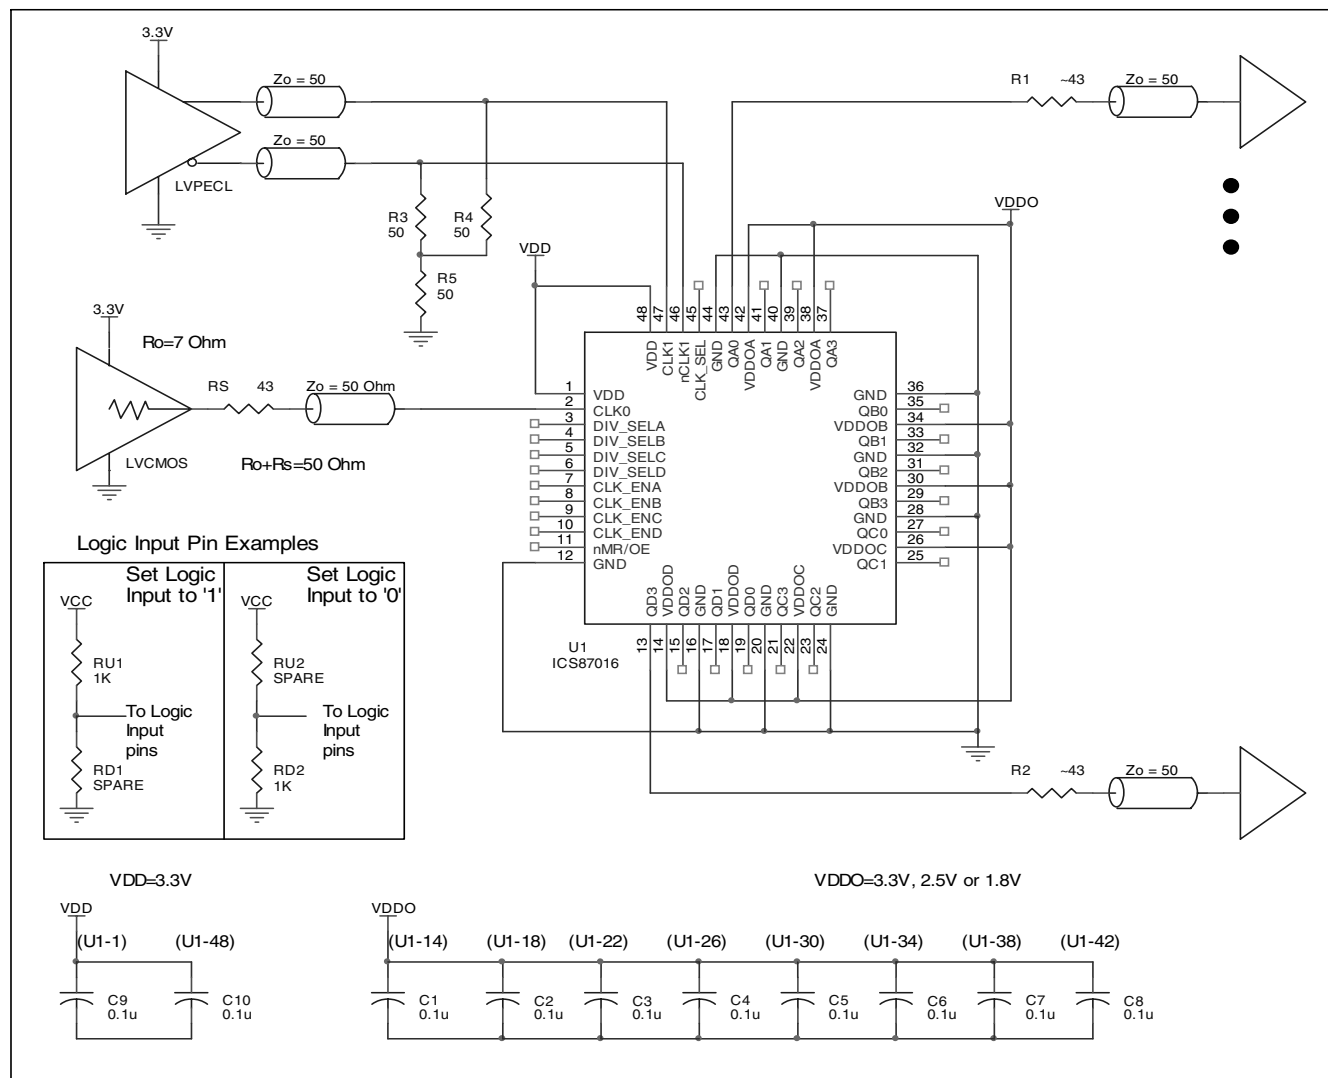 3.3V
Zo = 50
Zo = 50
LVPECL
R3
50
R4
50
R5
50
R1 ~43
Zo = 50
VDDO
VDD
3.3V
Ro=7 Ohm
RS 43
Zo = 50 Ohm
LVCMOS
Ro+Rs=50 Ohm
48 47 46 45 44 43 42 41 40 39 38 37
VDD
CLK1
nCLK1
CLK_SEL
GND
QA0
VDDOA
QA1
GND
QA2
VDDOA
QA3
1 VDD
2 CLK0
3 DIV_SELA
4 DIV_SELB
5 DIV_SELC
6 DIV_SELD
7 CLK_ENA
8 CLK_ENB
9 CLK_ENC
10 CLK_END
11 nMR/OE
12 GND
GND 36
QB0 35
VDDOB 34
QB1 33
GND 32
QB2 31
VDDOB 30
QB3 29
GND 28
QC0 27
VDDOC 26
QC1 25
QD3
VDDOD
QD2
GND
QD1
VDDOD
QD0
GND
QC3
VDDOC
QC2
GND
13 14 15 16 17 18 19 20 21 22 23 24
U1
ICS87016
R2 ~43
Zo = 50
Logic Input Pin Examples
Set Logic
Input to '1'
VCC
RU1
1K
To Logic
Input
pins
RD1
SPARE
Set Logic
Input to '0'
VCC
RU2
SPARE
To Logic
Input
pins
RD2
1K
VDD=3.3V
VDD
(U1-1)
(U1-48)
C9
0.1u
C10
0.1u
VDDO=3.3V, 2.5V or 1.8V
VDDO
(U1-14)
(U1-18)
(U1-22)
(U1-26)
(U1-30)
(U1-34)
(U1-38)
(U1-42)
C1
0.1u
C2
0.1u
C3
0.1u
C4
0.1u
C5
0.1u
C6
0.1u
C7
0.1u
C8
0.1u